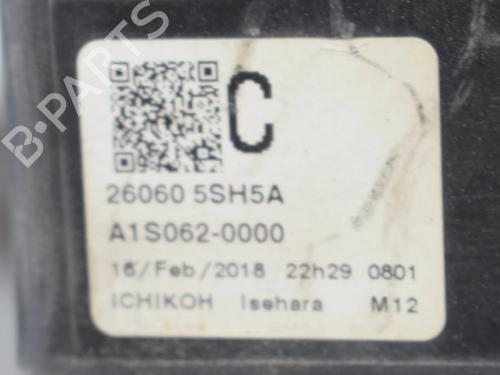 B-PARTS
C
26060 5SH5A
A1S062-0000
16/Feb/2018 22h29 0801
ICHIKOH Isehara M12